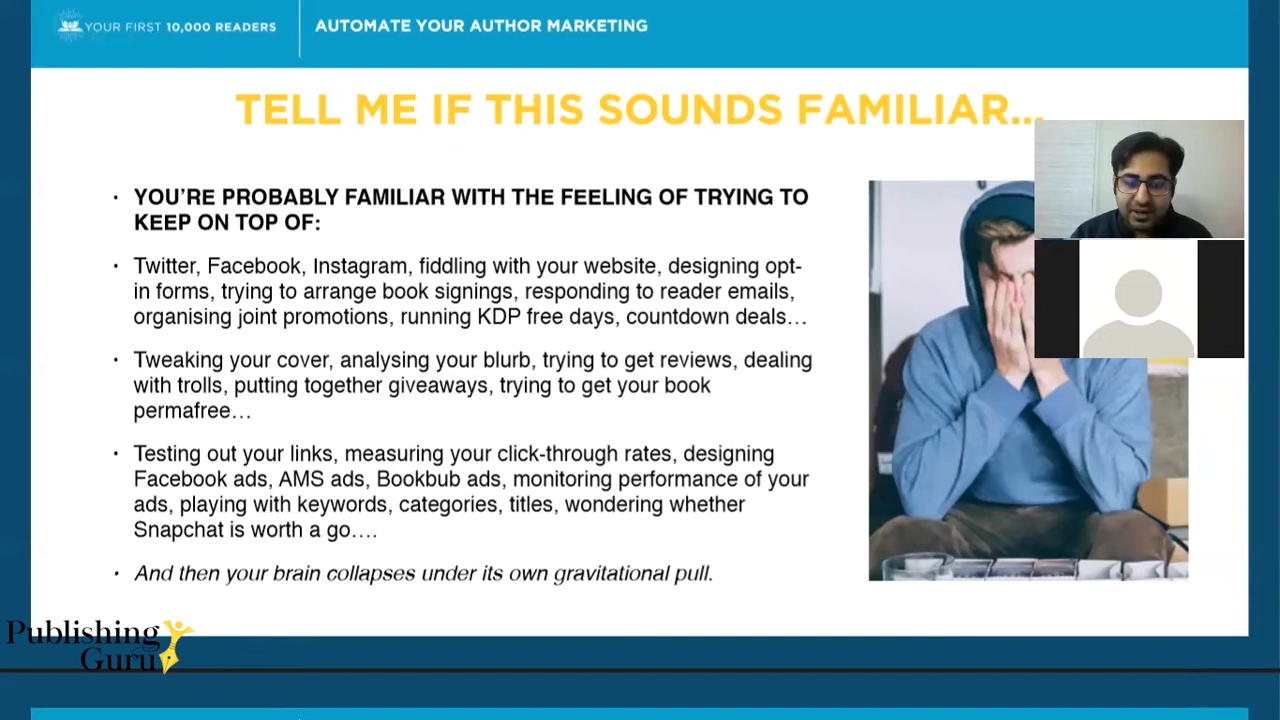 YOUR FIRST 10,000 READERS
AUTOMATE YOUR AUTHOR MARKETING
TELL ME IF THIS SOUNDS FAMILIAR...
· YOU'RE PROBABLY FAMILIAR WITH THE FEELING OF TRYING TO
KEEP ON TOP OF:
· Twitter, Facebook, Instagram, fiddling with your website, designing opt-
in forms, trying to arrange book signings, responding to reader emails,
organising joint promotions, running KDP free days, countdown deals…
· Tweaking your cover, analysing your blurb, trying to get reviews, dealing
with trolls, putting together giveaways, trying to get your book
permafree…
· Testing out your links, measuring your click-through rates, designing
Facebook ads, AMS ads, Bookbub ads, monitoring performance of your
ads, playing with keywords, categories, titles, wondering whether
Snapchat is worth a go….
· And then your brain collapses under its own gravitational pull.
Publishing
Guru